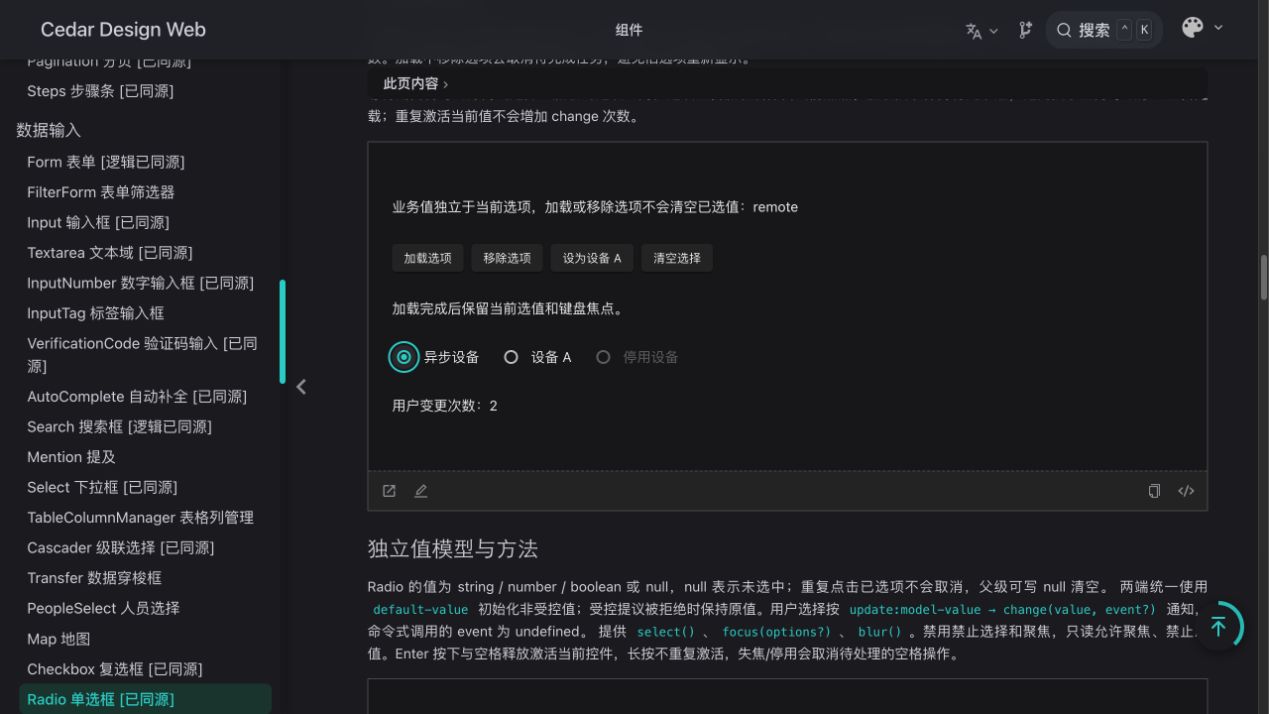 Cedar Design Web
组件
搜索
^
K
Pagination 分页 [已同源]
Steps 步骤条 [已同源]
数据输入
Form 表单 [逻辑已同源]
FilterForm 表单筛选器
Input 输入框 [已同源]
Textarea 文本域 [已同源]
InputNumber 数字输入框 [已同源]
InputTag 标签输入框
VerificationCode 验证码输入 [已同
源]
AutoComplete 自动补全 [已同源]
Search 搜索框 [逻辑已同源]
Mention 提及
Select 下拉框 [已同源]
TableColumnManager 表格列管理
Cascader 级联选择 [已同源]
Transfer 数据穿梭框
PeopleSelect 人员选择
Map 地图
Checkbox 复选框 [已同源]
Radio 单选框 [已同源]
此页内容 ›
载；重复激活当前值不会增加 change 次数。
业务值独立于当前选项，加载或移除选项不会清空已选值：remote
加载选项
移除选项
设为设备 A
清空选择
加载完成后保留当前选值和键盘焦点。
异步设备
设备 A
停用设备
用户变更次数：2
独立值模型与方法
Radio 的值为 string / number / boolean 或 null，null 表示未选中；重复点击已选项不会取消，父级可写 null 清空。 两端统一使用
default-value 初始化非受控值；受控提议被拒绝时保持原值。用户选择按 update:model-value → change(value, event?) 通知，
命令式调用的 event 为 undefined。 提供 select() 、 focus(options?) 、 blur() 。禁用禁止选择和聚焦，只读允许聚焦、禁止
值。Enter 按下与空格释放激活当前控件，长按不重复激活，失焦/停用会取消待处理的空格操作。